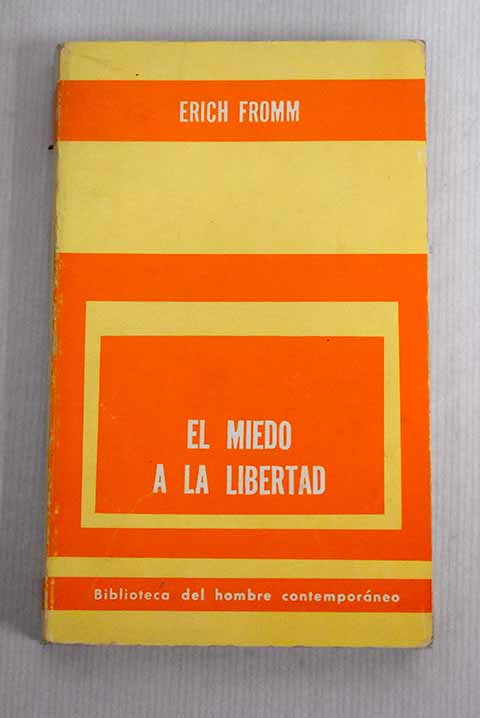 ERICH FROMM
EL MIEDO
A LA LIBERTAD
Biblioteca del hombre contemporáneo